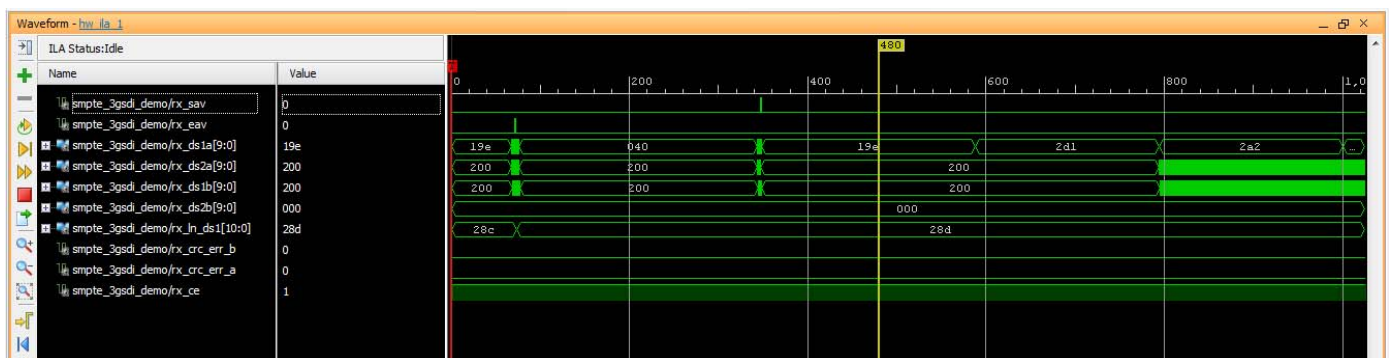 Waveform - hw_ila_1
ILA Status:Idle
480
Name Value
0 200 400 600 800 1,0
smpte_3gsdi_demo/rx_sav 0
smpte_3gsdi_demo/rx_eav 0
smpte_3gsdi_demo/rx_ds1a[9:0] 19e 19e 040 19e 2d1 2a2 ...
smpte_3gsdi_demo/rx_ds2a[9:0] 200 200 200 200
smpte_3gsdi_demo/rx_ds1b[9:0] 200 200 200 200
smpte_3gsdi_demo/rx_ds2b[9:0] 000 000
smpte_3gsdi_demo/rx_ln_ds1[10:0] 28d 28c 28d
smpte_3gsdi_demo/rx_crc_err_b 0
smpte_3gsdi_demo/rx_crc_err_a 0
smpte_3gsdi_demo/rx_ce 1